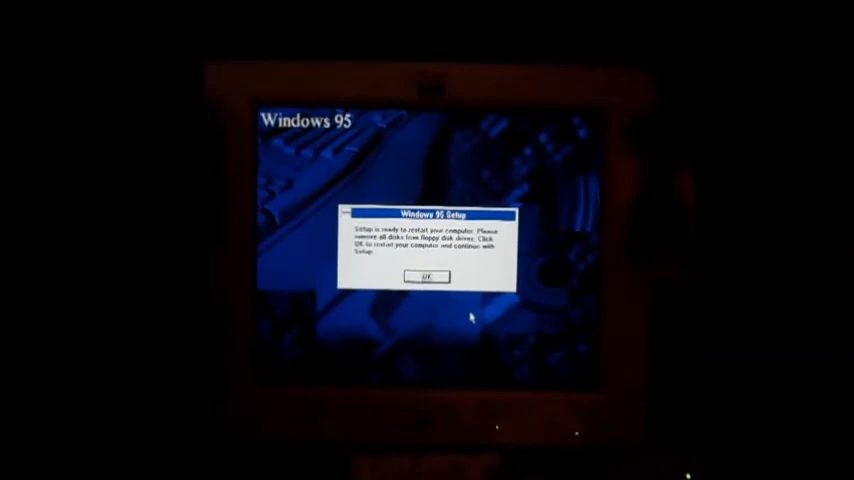 Windows 95
Windows 95 Setup
Setup is ready to restart your computer. Please
remove all disks from floppy disk drives. Click
OK to restart your computer and continue with
Setup.
OK